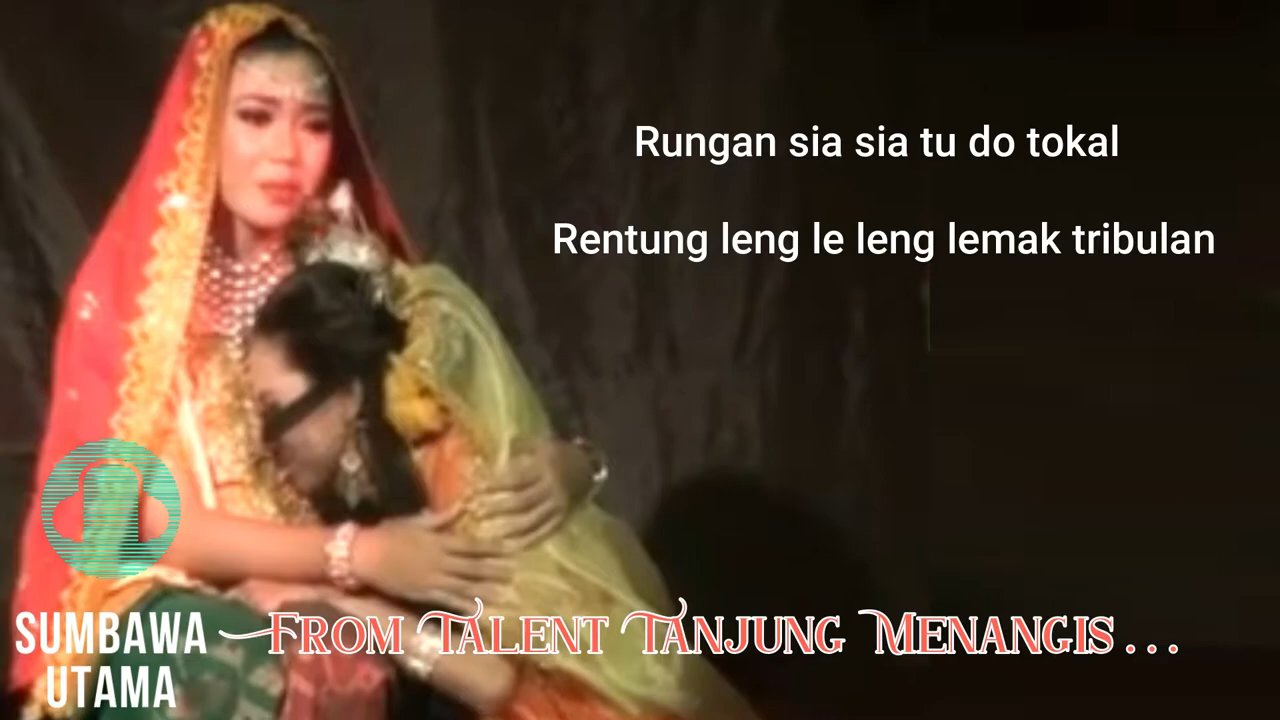 Rungan sia sia tu do tokal
Rentung leng le leng lemak tribulan
SUMBAWA
UTAMA
FROM TALENT TANJUNG MENANGIS...